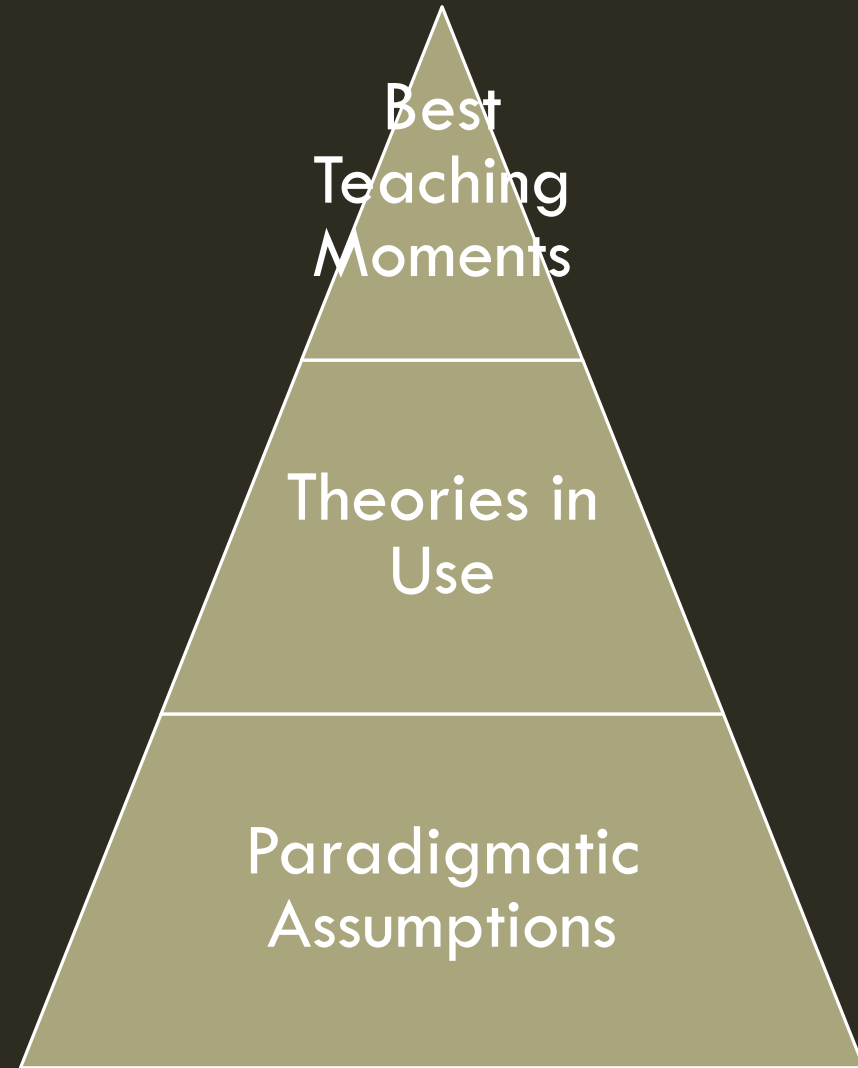 Best
Teaching
Moments
Theories in
Use
Paradigmatic
Assumptions